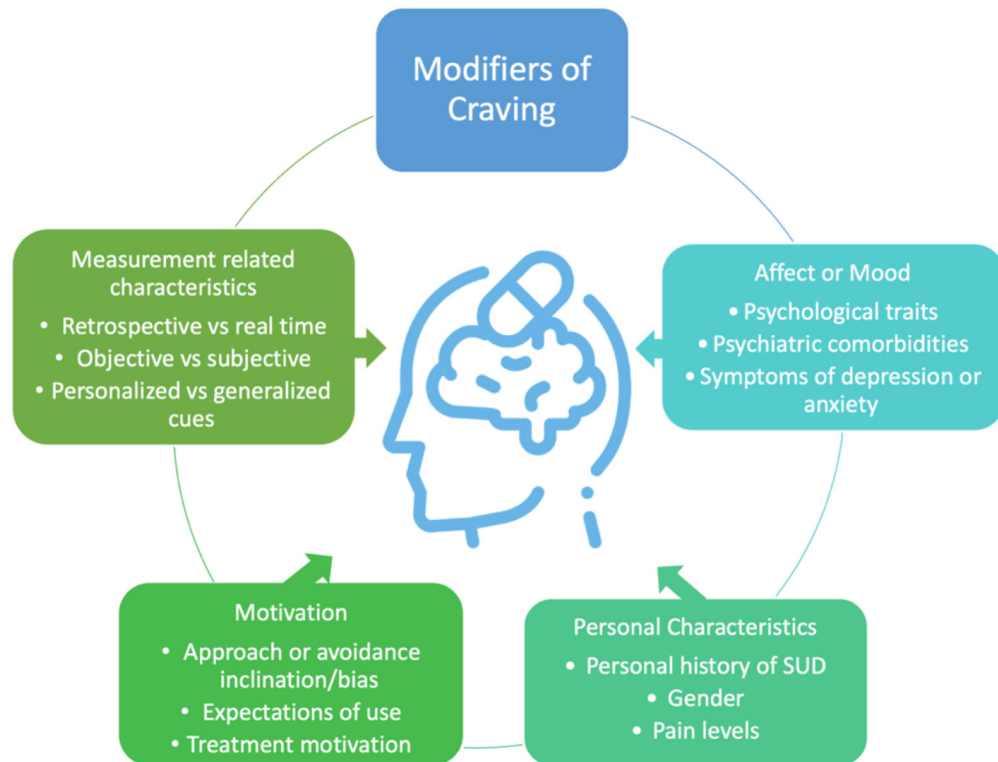 Modifiers of
Craving
Measurement related
characteristics
• Retrospective vs real time
• Objective vs subjective
• Personalized vs generalized
cues
Affect or Mood
• Psychological traits
• Psychiatric comorbidities
• Symptoms of depression or
anxiety
Motivation
• Approach or avoidance
inclination/bias
• Expectations of use
• Treatment motivation
Personal Characteristics
• Personal history of SUD
• Gender
• Pain levels